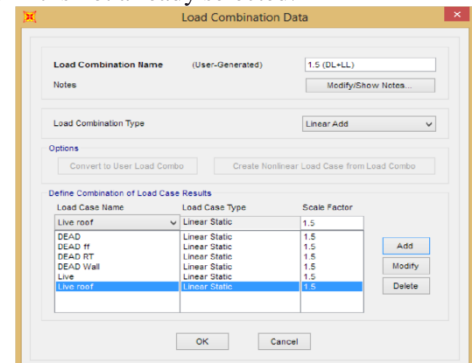 Load Combination Data
Load Combination Name (User-Generated) 1.5 (DL+LL)
Notes Modify/Show Notes...
Load Combination Type Linear Add
Options
Convert to User Load Combo Create Nonlinear Load Case from Load Combo
Define Combination of Load Case Results
Load Case Name Load Case Type Scale Factor
Live roof Linear Static 1.5
DEAD Linear Static 1.5
DEAD ff Linear Static 1.5
DEAD RT Linear Static 1.5
DEAD Wall Linear Static 1.5
Live Linear Static 1.5
Live roof Linear Static 1.5
Add
Modify
Delete
OK Cancel